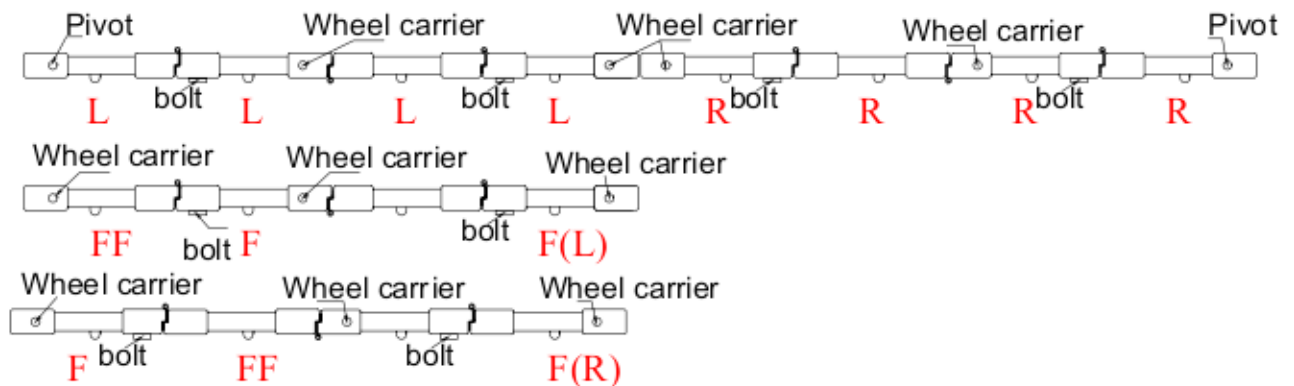 Pivot Wheel carrier Wheel carrier Wheel carrier Pivot
bolt bolt bolt bolt
L L L L R R R R
Wheel carrier Wheel carrier Wheel carrier
bolt bolt
FF F F(L)
Wheel carrier Wheel carrier Wheel carrier
bolt bolt
F FF F(R)